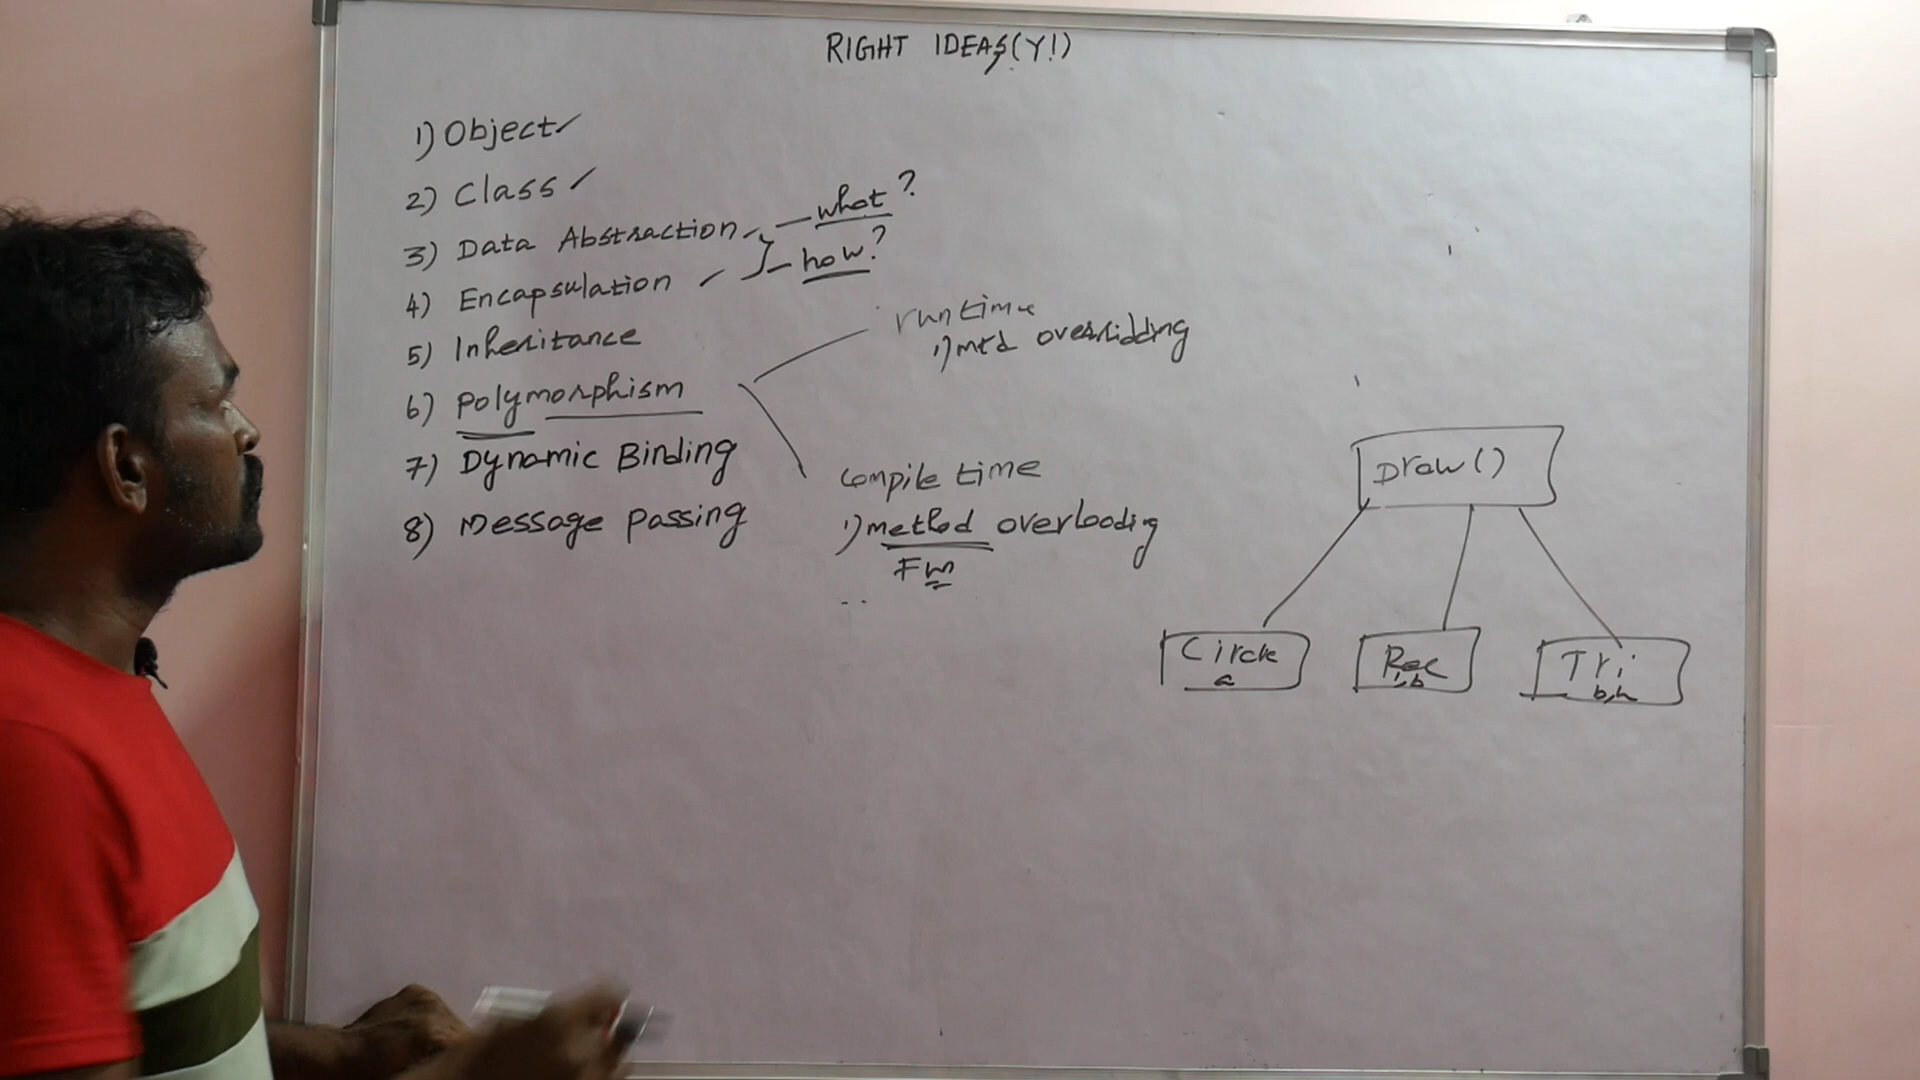 RIGHT IDEAS(Y!)
1) Object✓
2) Class ✓
3) Data Abstraction ✓ — what?
4) Encapsulation ✓ — how?
5) Inheritance
6) Polymorphism
7) Dynamic Binding
8) Message Passing
runtime
1) mtd overridding
compile time
1) method overloading
Fun
Draw()
Circle
a
Rec
l,b
Tri
b,h